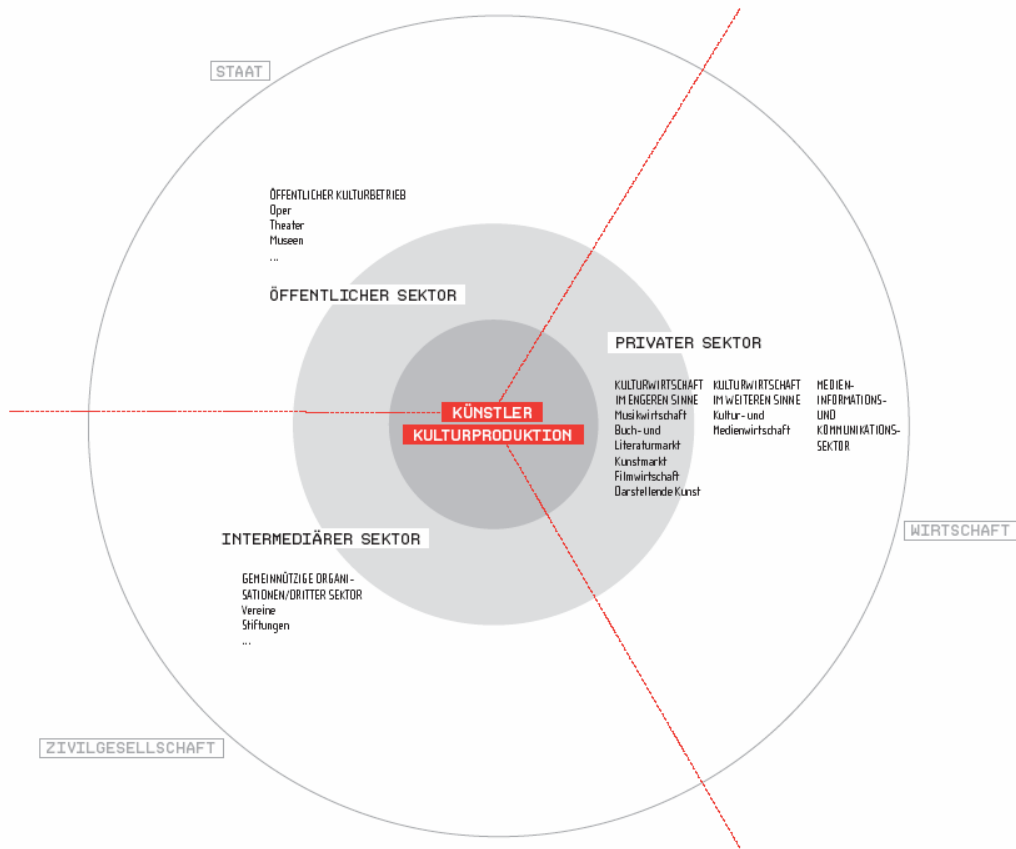 STAAT
ÖFFENTLICHER KULTURBETRIEB
Oper
Theater
Museen
...
ÖFFENTLICHER SEKTOR
PRIVATER SEKTOR
KULTURWIRTSCHAFT
IM ENGEREN SINNE
Musikwirtschaft
Buch- und
Literaturmarkt
Kunstmarkt
Filmwirtschaft
Darstellende Kunst
KULTURWIRTSCHAFT
IM WEITEREN SINNE
Kultur- und
Medienwirtschaft
MEDIEN-
INFORMATIONS-
UND
KOMMUNIKATIONS-
SEKTOR
KÜNSTLER
KULTURPRODUKTION
WIRTSCHAFT
INTERMEDIÄRER SEKTOR
GEMEINNÜTZIGE ORGANI-
SATIONEN/DRITTER SEKTOR
Vereine
Stiftungen
...
ZIVILGESELLSCHAFT